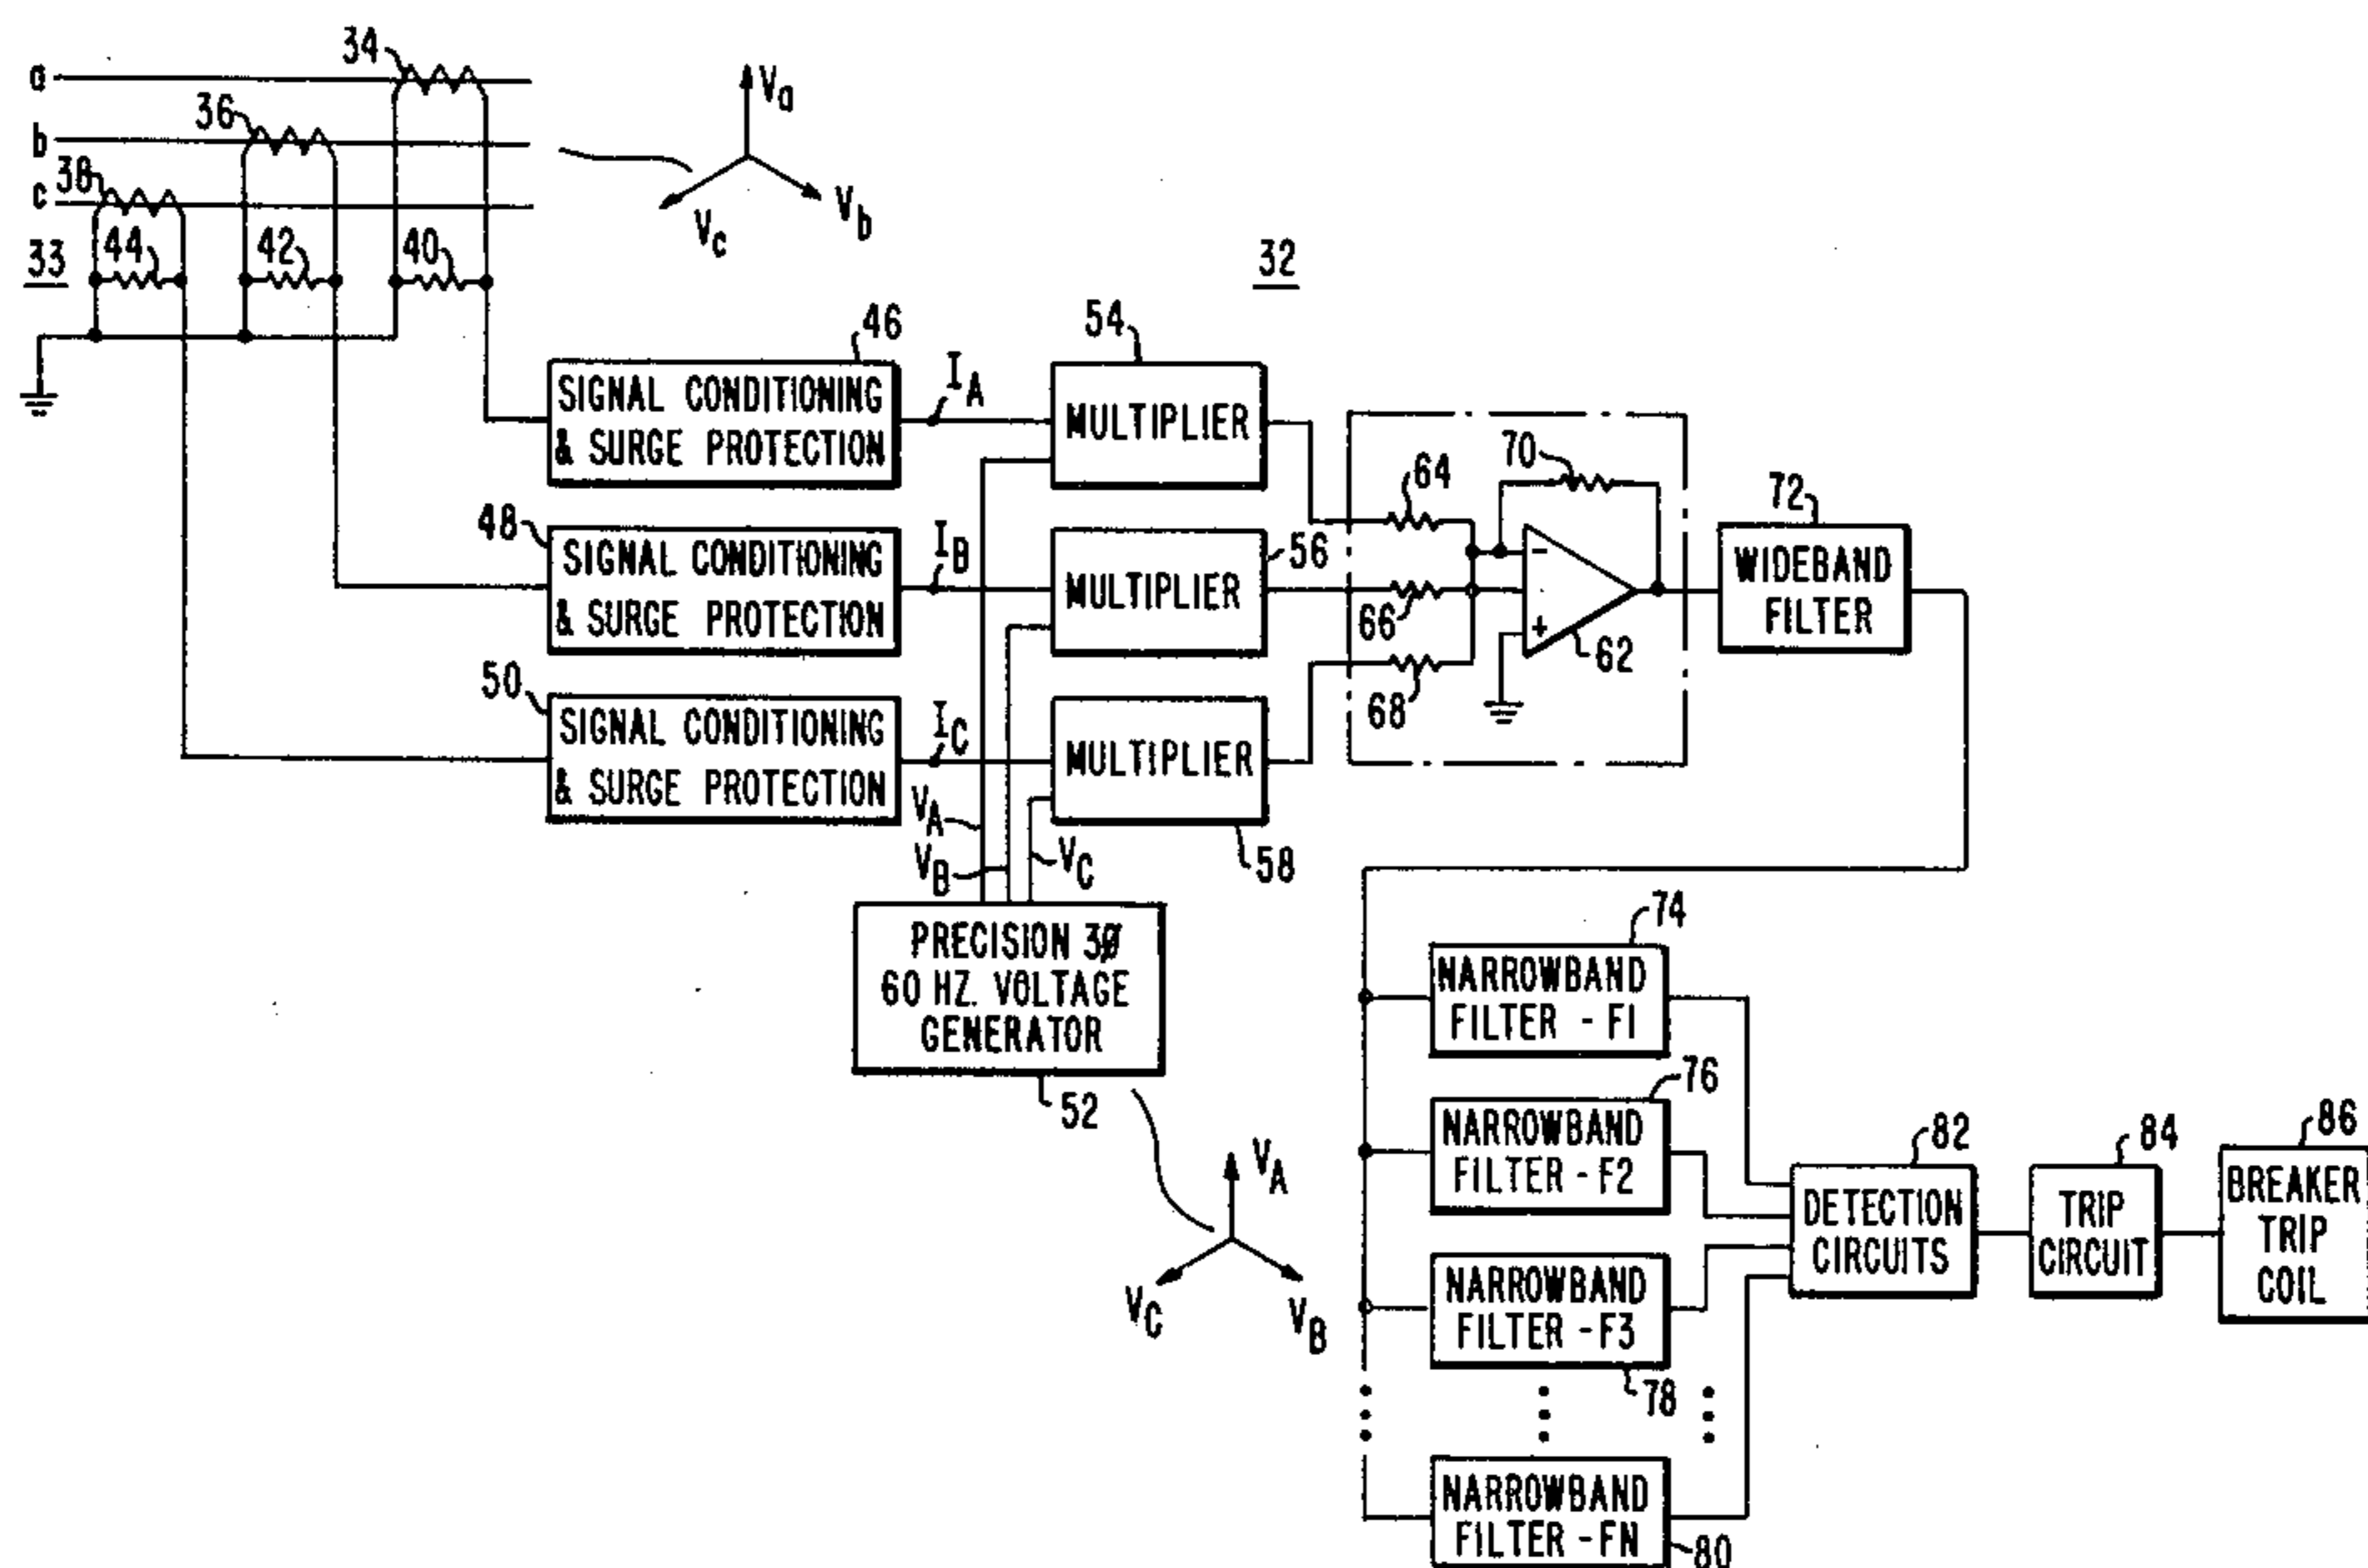 34
a
Va
36
b
38
c
Vb
Vc
33
44
42
40
32
46
54
SIGNAL CONDITIONING
& SURGE PROTECTION
IA
MULTIPLIER
70
64
72
48
SIGNAL CONDITIONING
& SURGE PROTECTION
IB
MULTIPLIER
56
66
-
-
+
62
WIDEBAND
FILTER
50
SIGNAL CONDITIONING
& SURGE PROTECTION
IC
MULTIPLIER
68
VA
VB
VC
58
PRECISION 3Ø
60 HZ. VOLTAGE
GENERATOR
52
74
NARROWBAND
FILTER - F1
76
NARROWBAND
FILTER - F2
VA
VC
VB
NARROWBAND
FILTER - F3
78
82
DETECTION
CIRCUITS
84
TRIP
CIRCUIT
86
BREAKER
TRIP
COIL
NARROWBAND
FILTER - FN
80